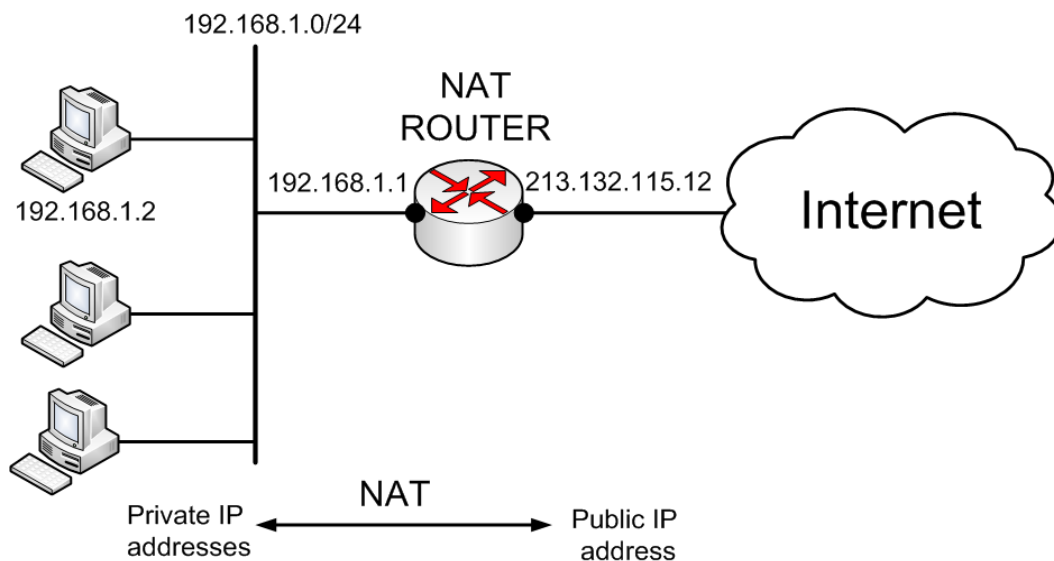 192.168.1.0/24
NAT
ROUTER
192.168.1.1
213.132.115.12
Internet
192.168.1.2
NAT
Private IP
addresses
Public IP
address